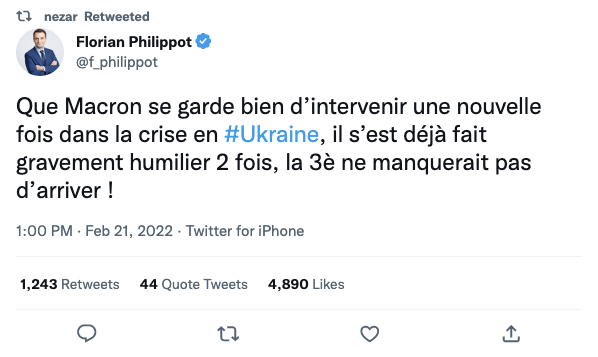 nezar Retweeted
Florian Philippot
@f_philippot
Que Macron se garde bien d’intervenir une nouvelle
fois dans la crise en #Ukraine, il s’est déjà fait
gravement humilier 2 fois, la 3è ne manquerait pas
d’arriver !
1:00 PM · Feb 21, 2022 · Twitter for iPhone
1,243 Retweets 44 Quote Tweets 4,890 Likes